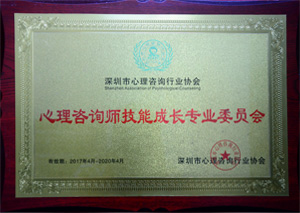 深圳市心理咨询行业协会
Shenzhen Association of Psychological Counseling
心理咨询师技能成长专业委员会
有效期：2017年4月-2020年4月
深圳市心理咨询行业协会